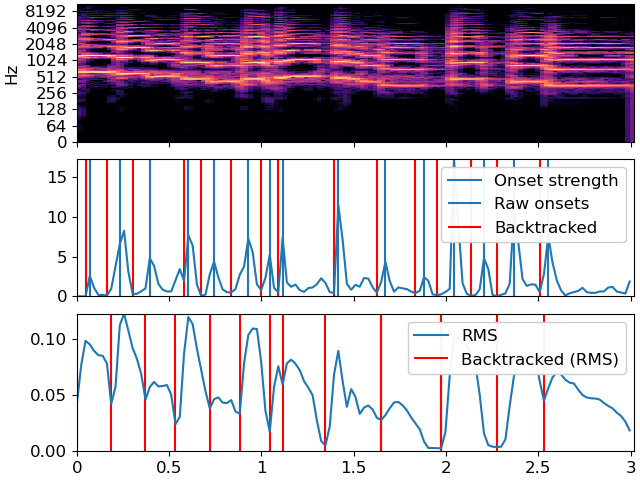 8192
4096
2048
1024
512
256
128
64
0
Hz
15
10
5
0
Onset strength
Raw onsets
Backtracked
0.10
0.05
0.00
RMS
Backtracked (RMS)
0 0.5 1 1.5 2 2.5 3